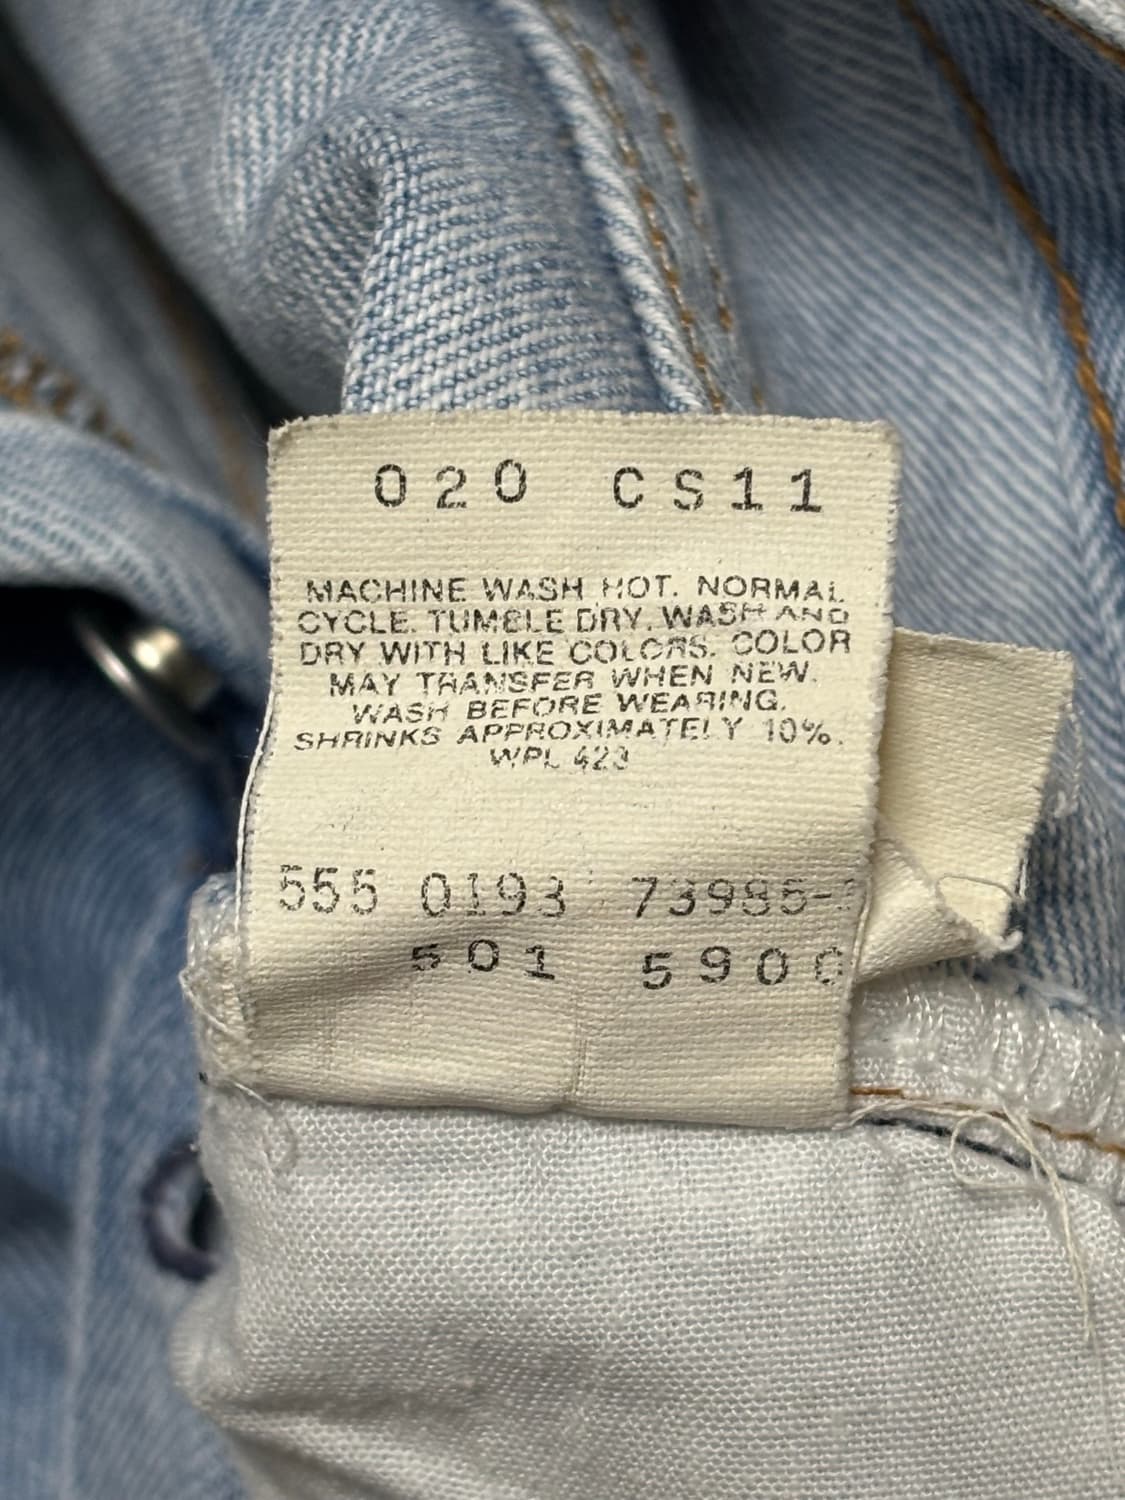 020 CS11
MACHINE WASH HOT. NORMAL
CYCLE. TUMBLE DRY. WASH AND
DRY WITH LIKE COLORS. COLOR
MAY TRANSFER WHEN NEW.
WASH BEFORE WEARING.
SHRINKS APPROXIMATELY 10%.
WPL 423
555 0193
501